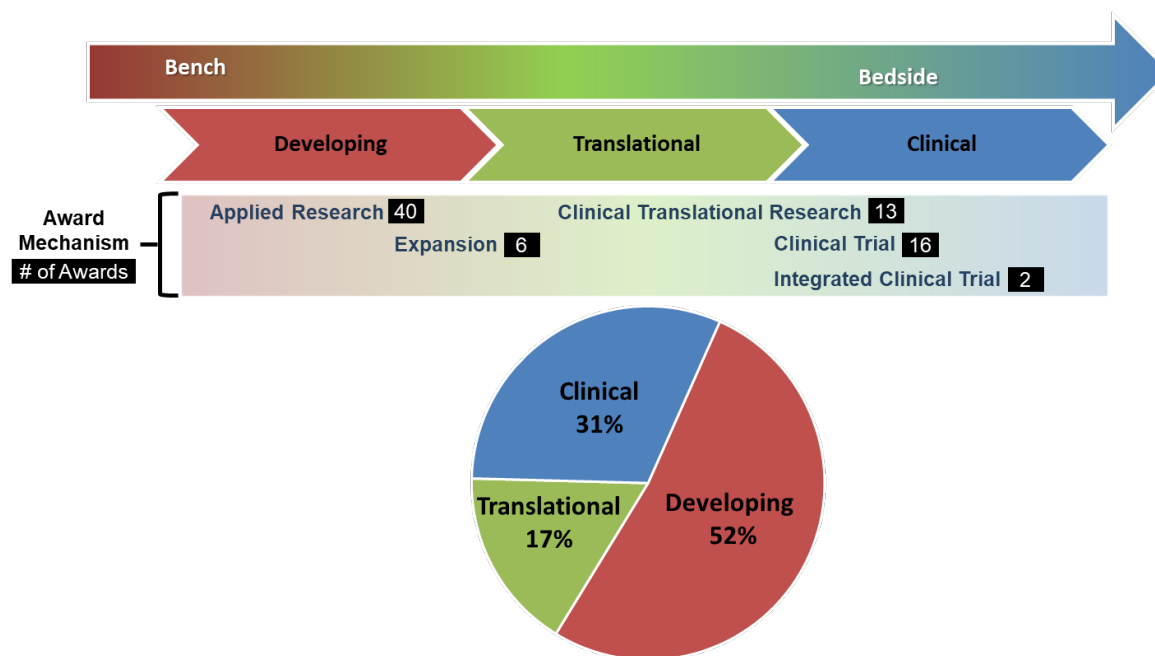 Bench
Bedside
Developing
Translational
Clinical
Award
Mechanism
# of Awards
Applied Research 40
Clinical Translational Research 13
Expansion 6
Clinical Trial 16
Integrated Clinical Trial 2
Clinical
31%
Translational
17%
Developing
52%